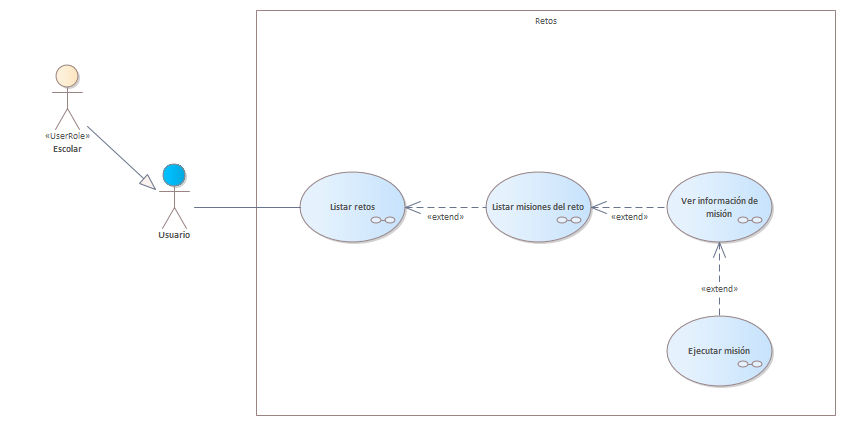 Retos
«UserRole»
Escolar
Usuario
Listar retos
«extend»
Listar misiones del reto
«extend»
Ver información de
misión
«extend»
Ejecutar misión